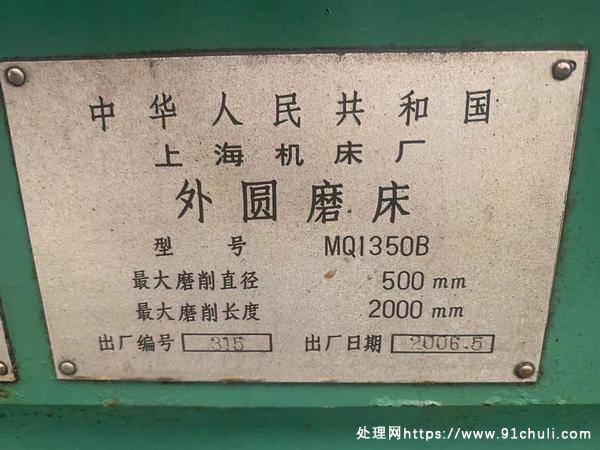 中华人民共和国
上海机床厂
外圆磨床
型号 MQ1350B
最大磨削直径 500 mm
最大磨削长度 2000 mm
出厂编号 315 出厂日期 2006.5
处理网https://www.91chuli.com/